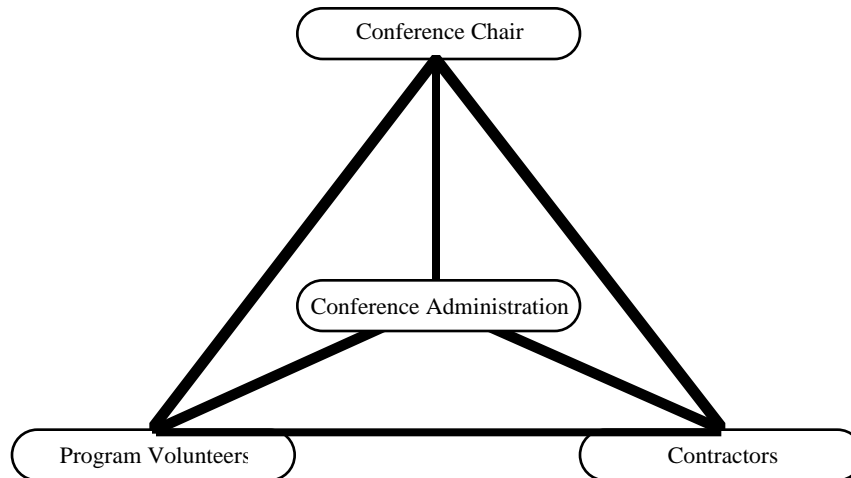 Conference Chair
Conference Administration
Program Volunteers
Contractors